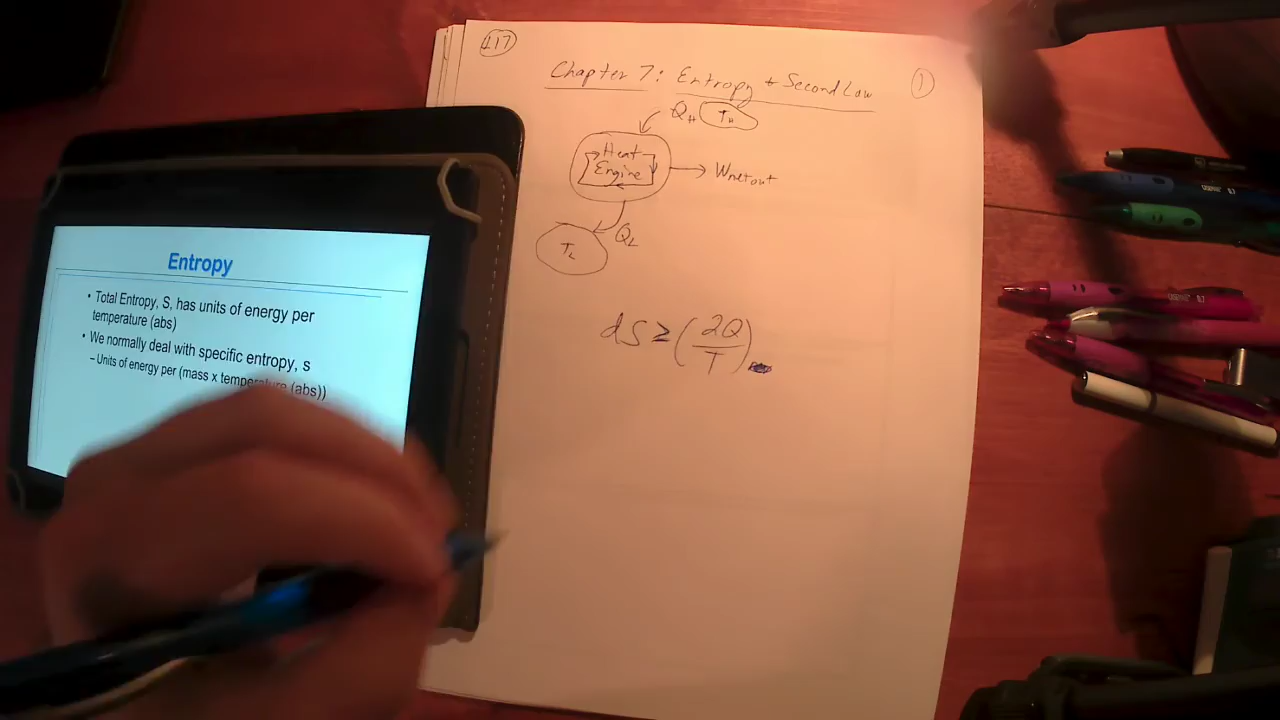 117
Chapter 7: Entropy + Second Law
1
QH TH
Heat
Engine
Wnet out
QL
TL
dS ≥ (∂Q/T)
Entropy
• Total Entropy, S, has units of energy per
temperature (abs)
• We normally deal with specific entropy, s
– Units of energy per (mass x temperature (abs))